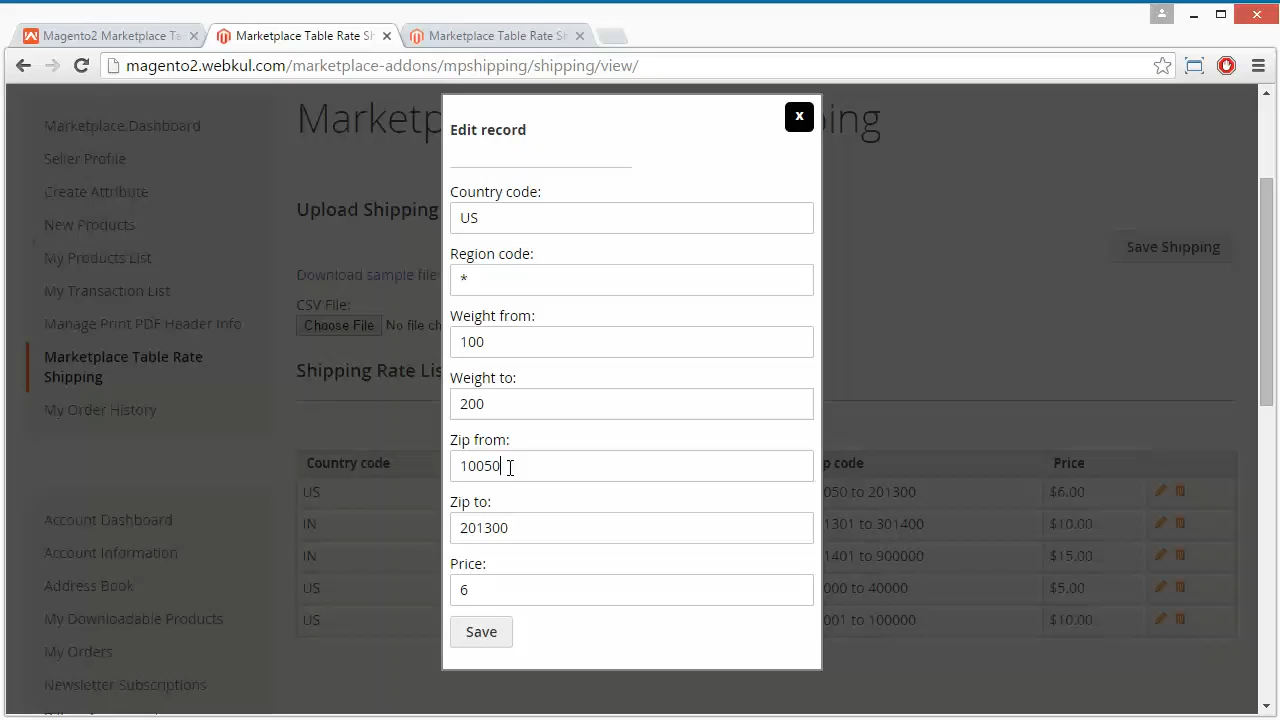 Magento2 Marketplace Ta
Marketplace Table Rate S
Marketplace Table Rate S
magento2.webkul.com/marketplace-addons/mpshipping/shipping/view/
Marketplace Dashboard
Seller Profile
Create Attribute
New Products
My Products List
My Transaction List
Manage Print PDF Header Info
Marketplace Table Rate
Shipping
My Order History
Account Dashboard
Account Information
Address Book
My Downloadable Products
My Orders
Newsletter Subscriptions
Marketp
ing
Upload Shipping
Save Shipping
Download sample file
CSV File:
Choose File No file ch
Shipping Rate Lis
Country code p code Price
US 050 to 201300 $6.00
IN 1301 to 301400 $10.00
IN 1401 to 900000 $15.00
US 000 to 40000 $5.00
US 001 to 100000 $10.00
Edit record
x
Country code:
US
Region code:
*
Weight from:
100
Weight to:
200
Zip from:
10050
Zip to:
201300
Price:
6
Save